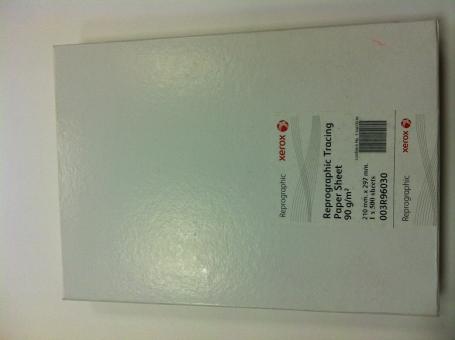 Reprographic
xerox
Reprographic Tracing
Paper Sheet
90 g/m²
210 mm. x 297 mm.
1 x 500 sheets
003R96030
xerox
Reprographic